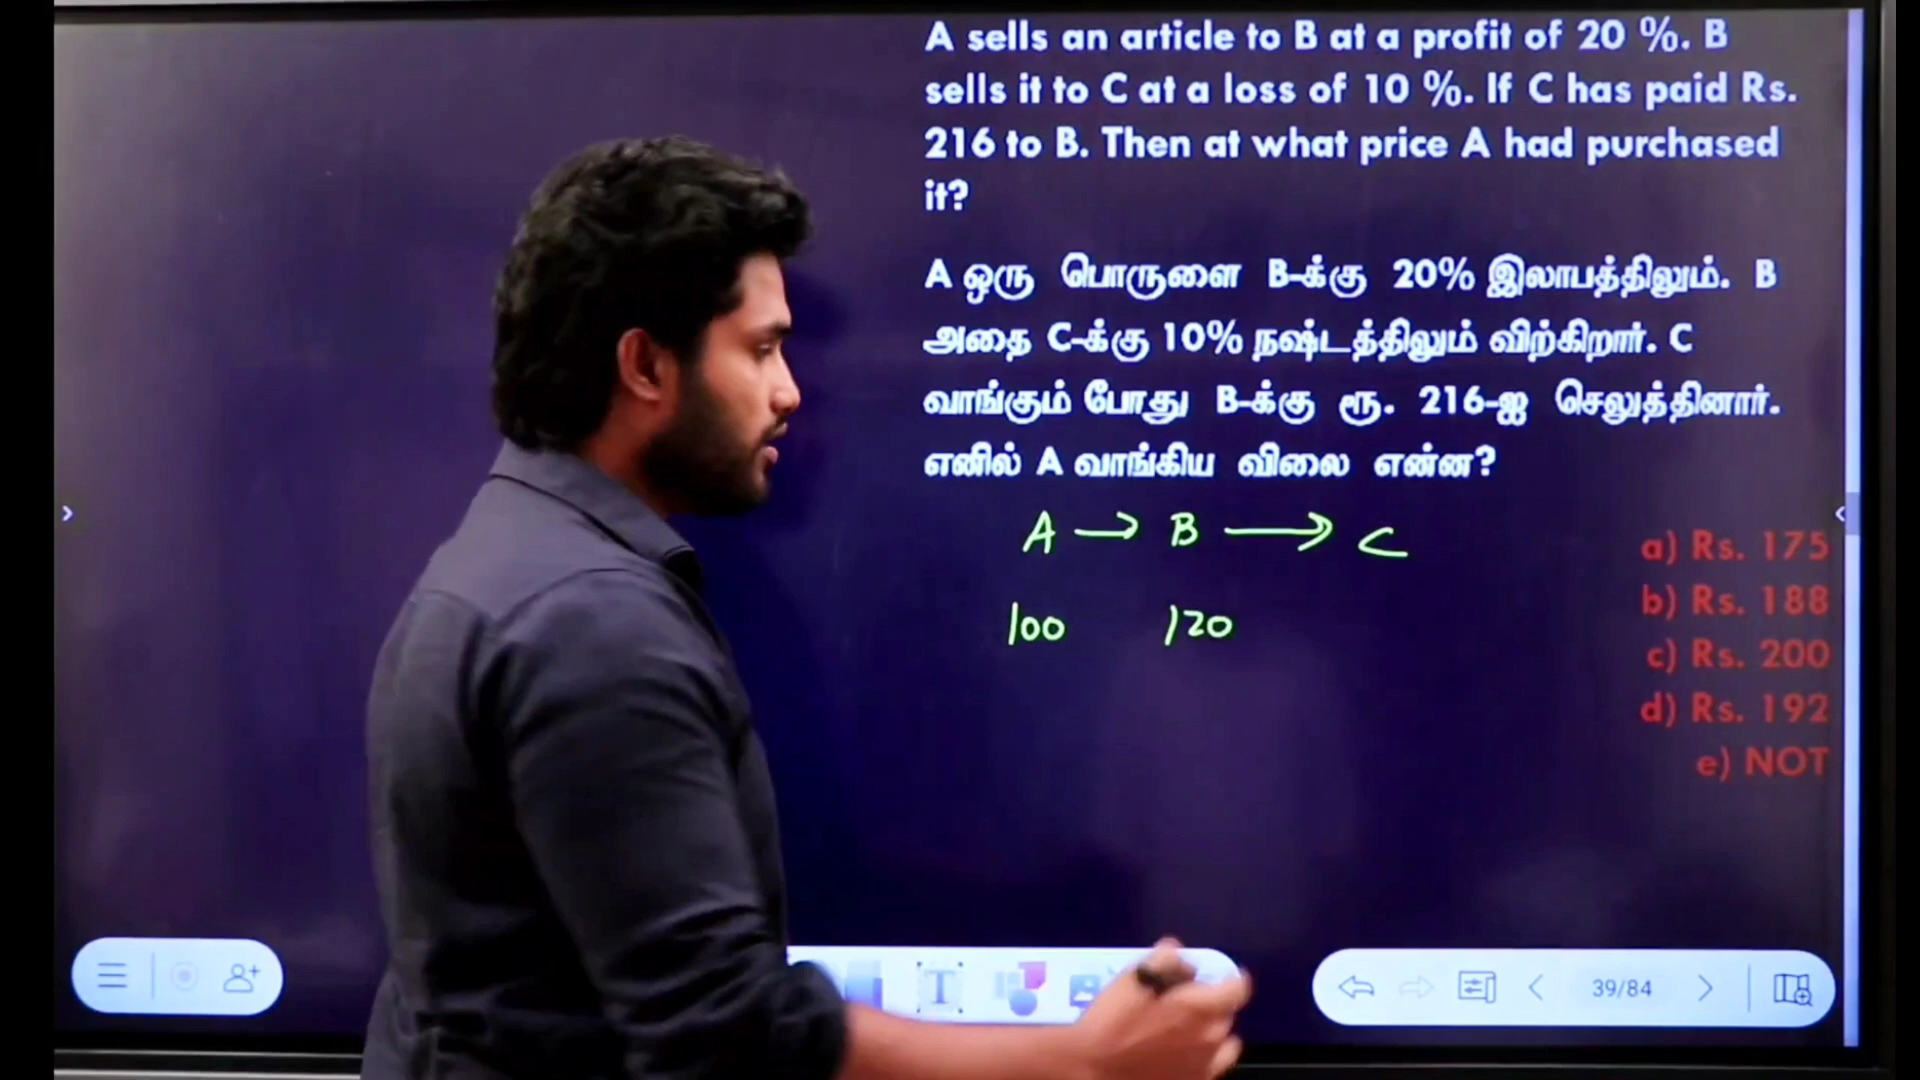 A sells an article to B at a profit of 20 %. B
sells it to C at a loss of 10 %. If C has paid Rs.
216 to B. Then at what price A had purchased
it?
A ஒரு பொருளை B-க்கு 20% இலாபத்திலும். B
அதை C-க்கு 10% நஷ்டத்திலும் விற்கிறார். C
வாங்கும் போது B-க்கு ரூ. 216-ஐ செலுத்தினார்.
எனில் A வாங்கிய விலை என்ன?
A → B → C
100 120
a) Rs. 175
b) Rs. 188
c) Rs. 200
d) Rs. 192
e) NOT
T
39/84